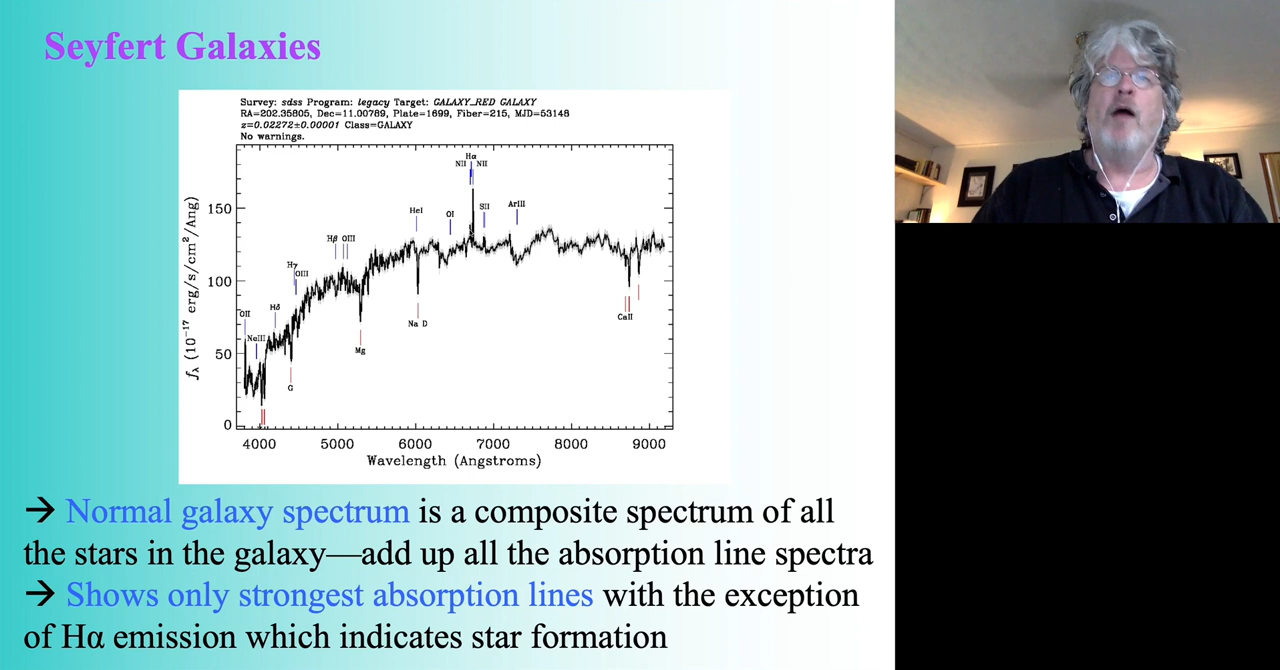 Seyfert Galaxies
Survey: sdss Program: legacy Target: GALAXY_RED GALAXY
RA=202.35805, Dec=11.00789, Plate=1699, Fiber=215, MJD=53148
z=0.02272±0.00001 Class=GALAXY
No warnings.
Hα
NII NII
HeI OI SII ArIII
Hβ OIII
Hγ
OIII
Hδ
OII
NeIII
Na D
CaII
Mg
G
150
100
50
0
f_λ (10⁻¹⁷ erg/s/cm²/Ang)
4000 5000 6000 7000 8000 9000
Wavelength (Angstroms)
→ Normal galaxy spectrum is a composite spectrum of all
the stars in the galaxy—add up all the absorption line spectra
→ Shows only strongest absorption lines with the exception
of Hα emission which indicates star formation